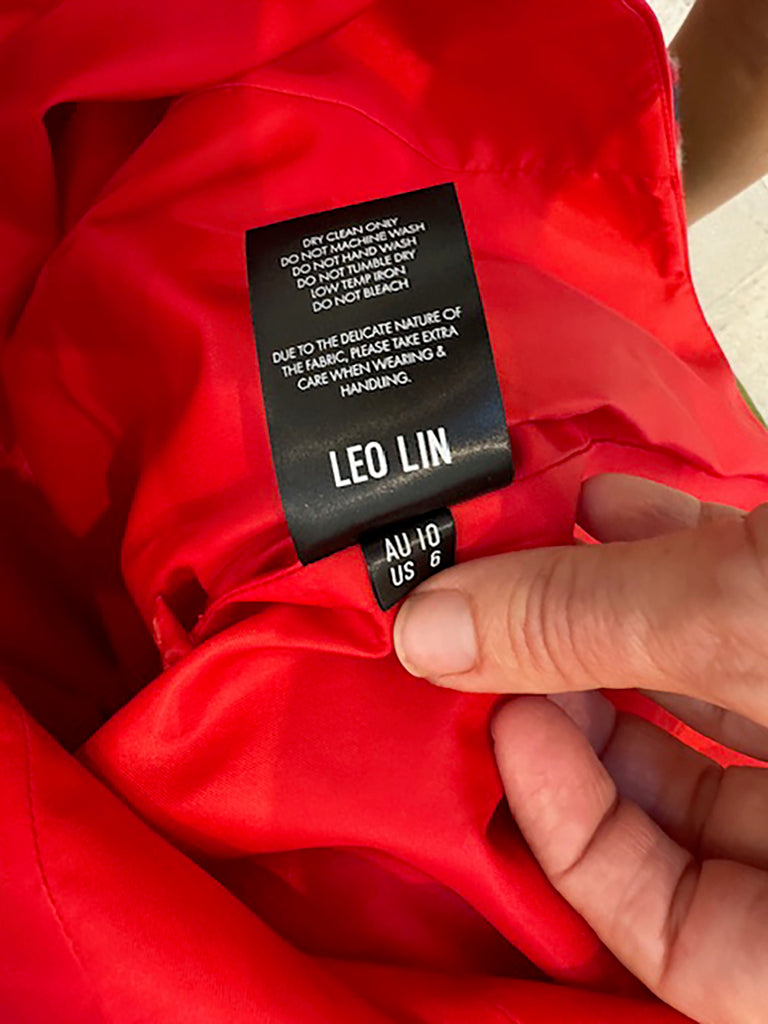 DRY CLEAN ONLY
DO NOT MACHINE WASH
DO NOT HAND WASH
DO NOT TUMBLE DRY
LOW TEMP IRON
DO NOT BLEACH
DUE TO THE DELICATE NATURE OF
THE FABRIC, PLEASE TAKE EXTRA
CARE WHEN WEARING &
HANDLING.
LEO LIN
AU 10
US 6